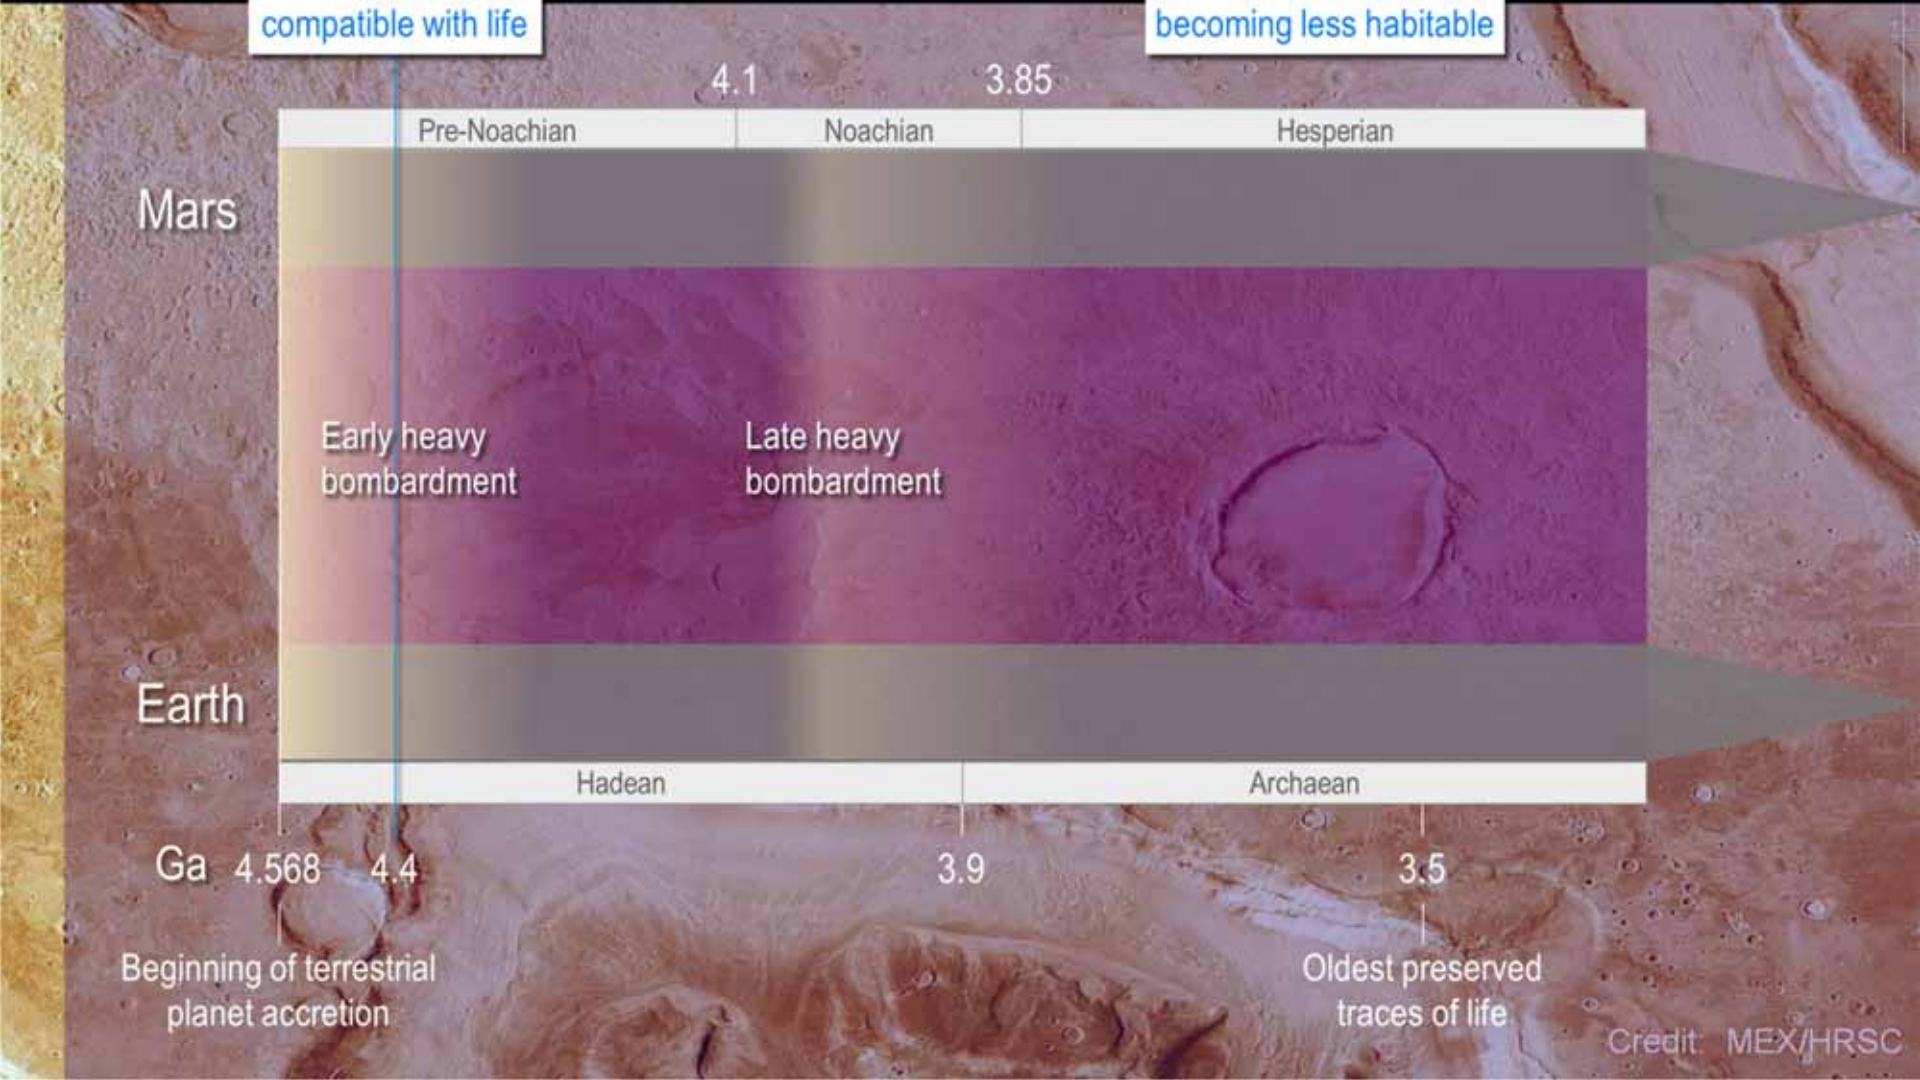 compatible with life
becoming less habitable
4.1
3.85
Pre-Noachian
Noachian
Hesperian
Mars
Early heavy
bombardment
Late heavy
bombardment
Earth
Hadean
Archaean
Ga
4.568
4.4
3.9
3.5
Beginning of terrestrial
planet accretion
Oldest preserved
traces of life
Credit: MEX/HRSC